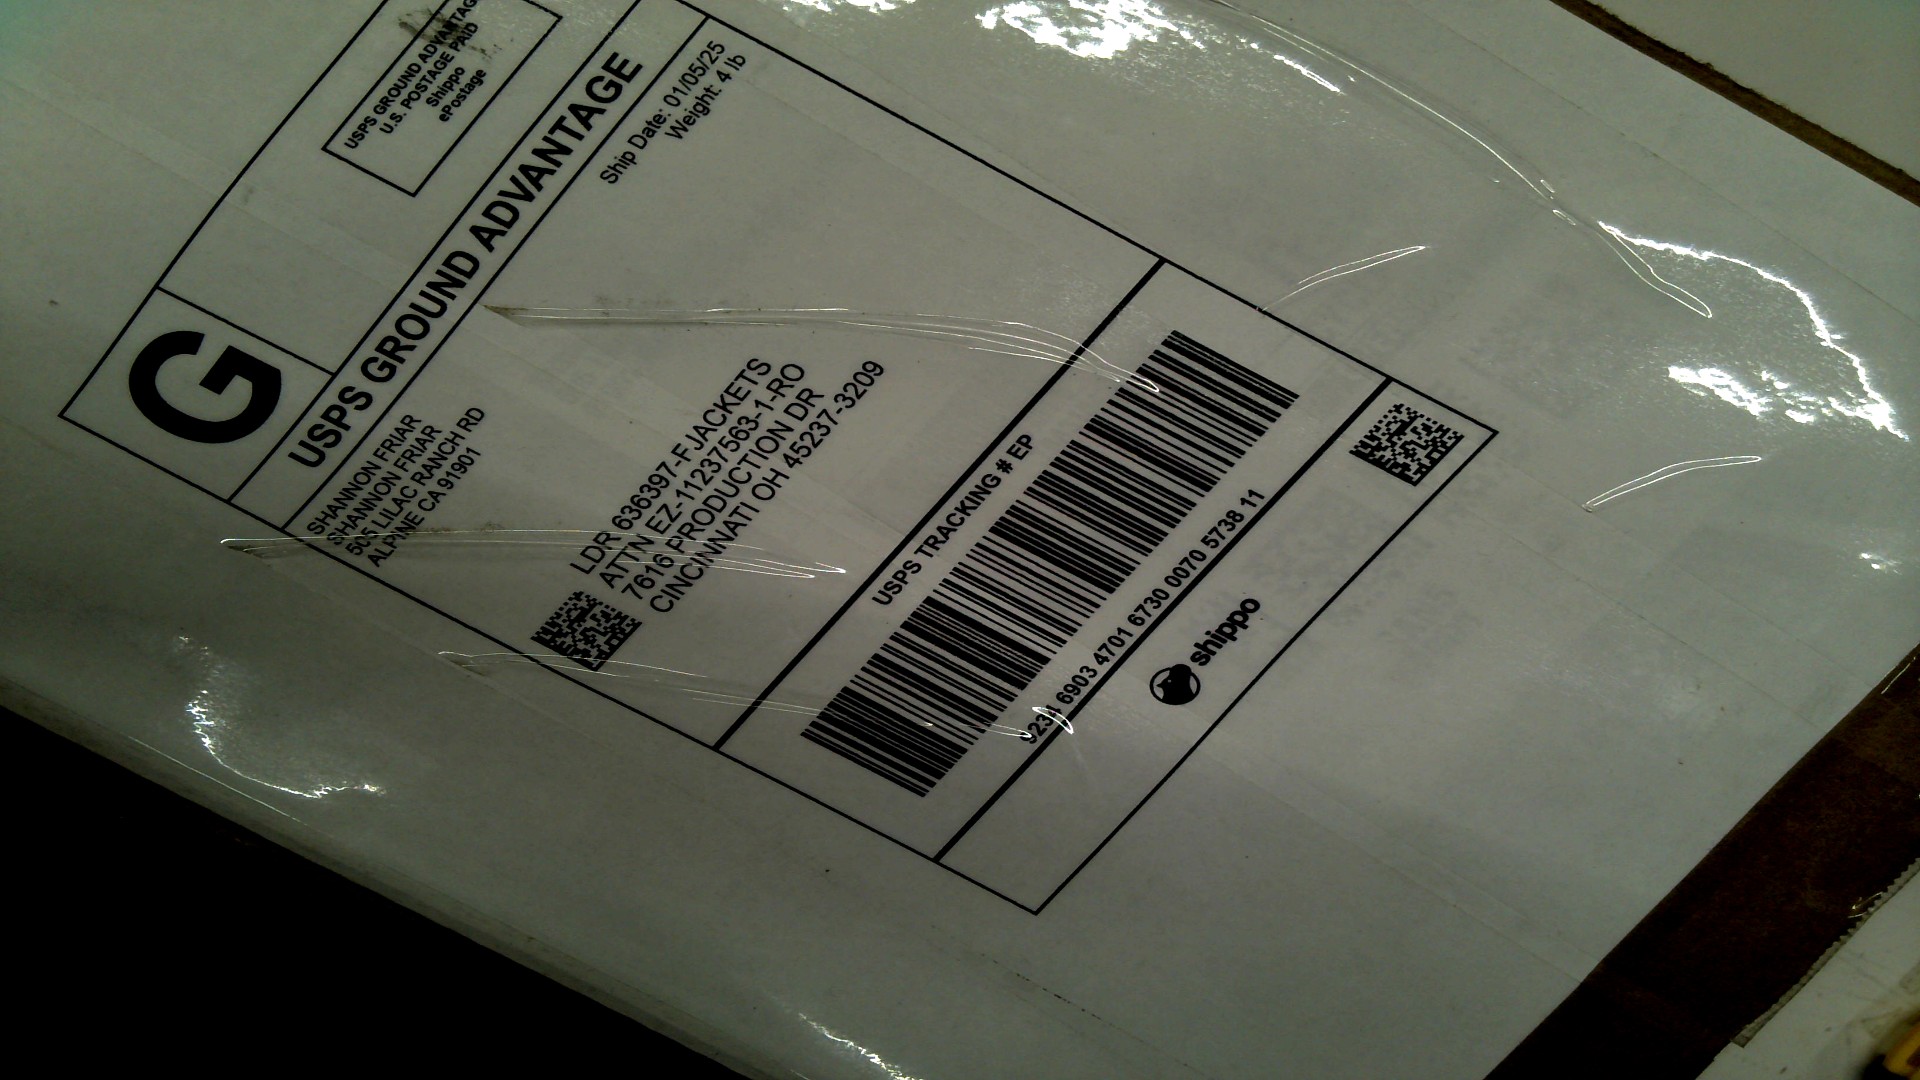 USPS GROUND ADVANTAGE
U.S. POSTAGE PAID
Shippo
ePostage
G
USPS GROUND ADVANTAGE
Ship Date: 01/05/25
Weight: 4 lb
SHANNON FRIAR
SHANNON FRIAR
505 LILAC RANCH RD
ALPINE CA 91901
LDR 636397-FJACKETS
ATTN EZ-11237563-1-RO
7616 PRODUCTION DR
CINCINNATI OH 45237-3209
USPS TRACKING # EP
9234 6903 4701 6730 0070 5738 11
shippo